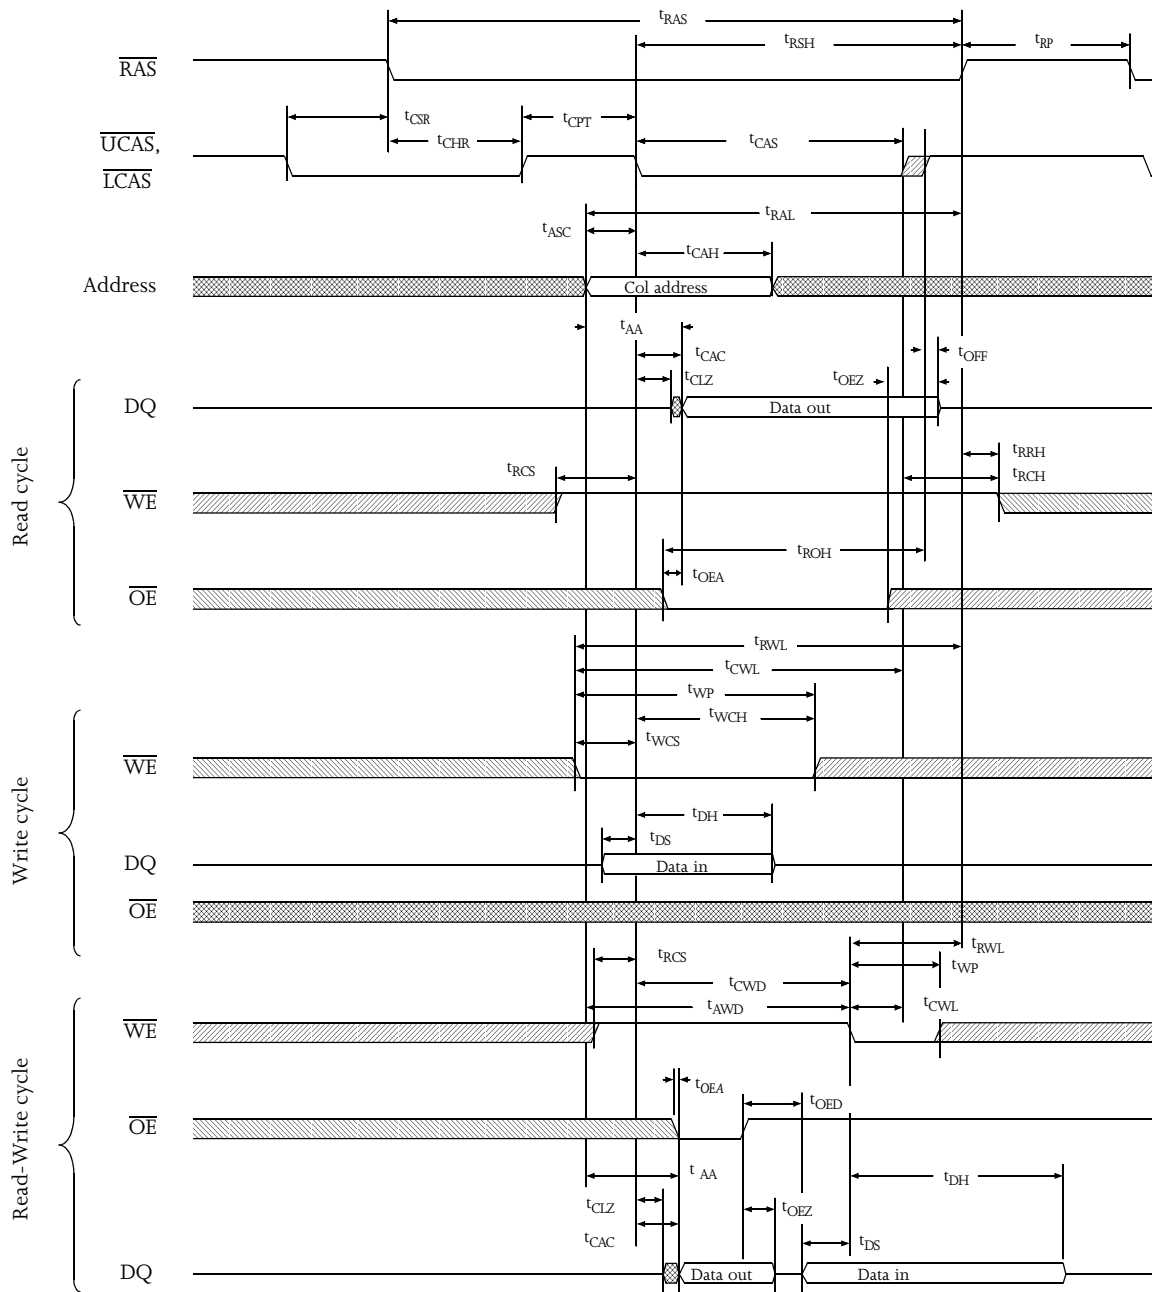 tRAS
tRSH
tRP
RAS
tCSR
tCPT
UCAS,
tCHR
tCAS
LCAS
tRAL
tASC
tCAH
Address
Col address
tAA
tCAC
tOFF
tCLZ
tOEZ
Read cycle
DQ
Data out
tRRH
tRCS
tRCH
WE
tROH
tOEA
OE
tRWL
tCWL
tWP
tWCH
tWCS
Write cycle
WE
tDH
tDS
DQ
Data in
OE
tRWL
tRCS
tWP
tCWD
tAWD
tCWL
Read-Write cycle
WE
tOEA
tOED
OE
t AA
tDH
tCLZ
tOEZ
tCAC
tDS
DQ
Data out
Data in